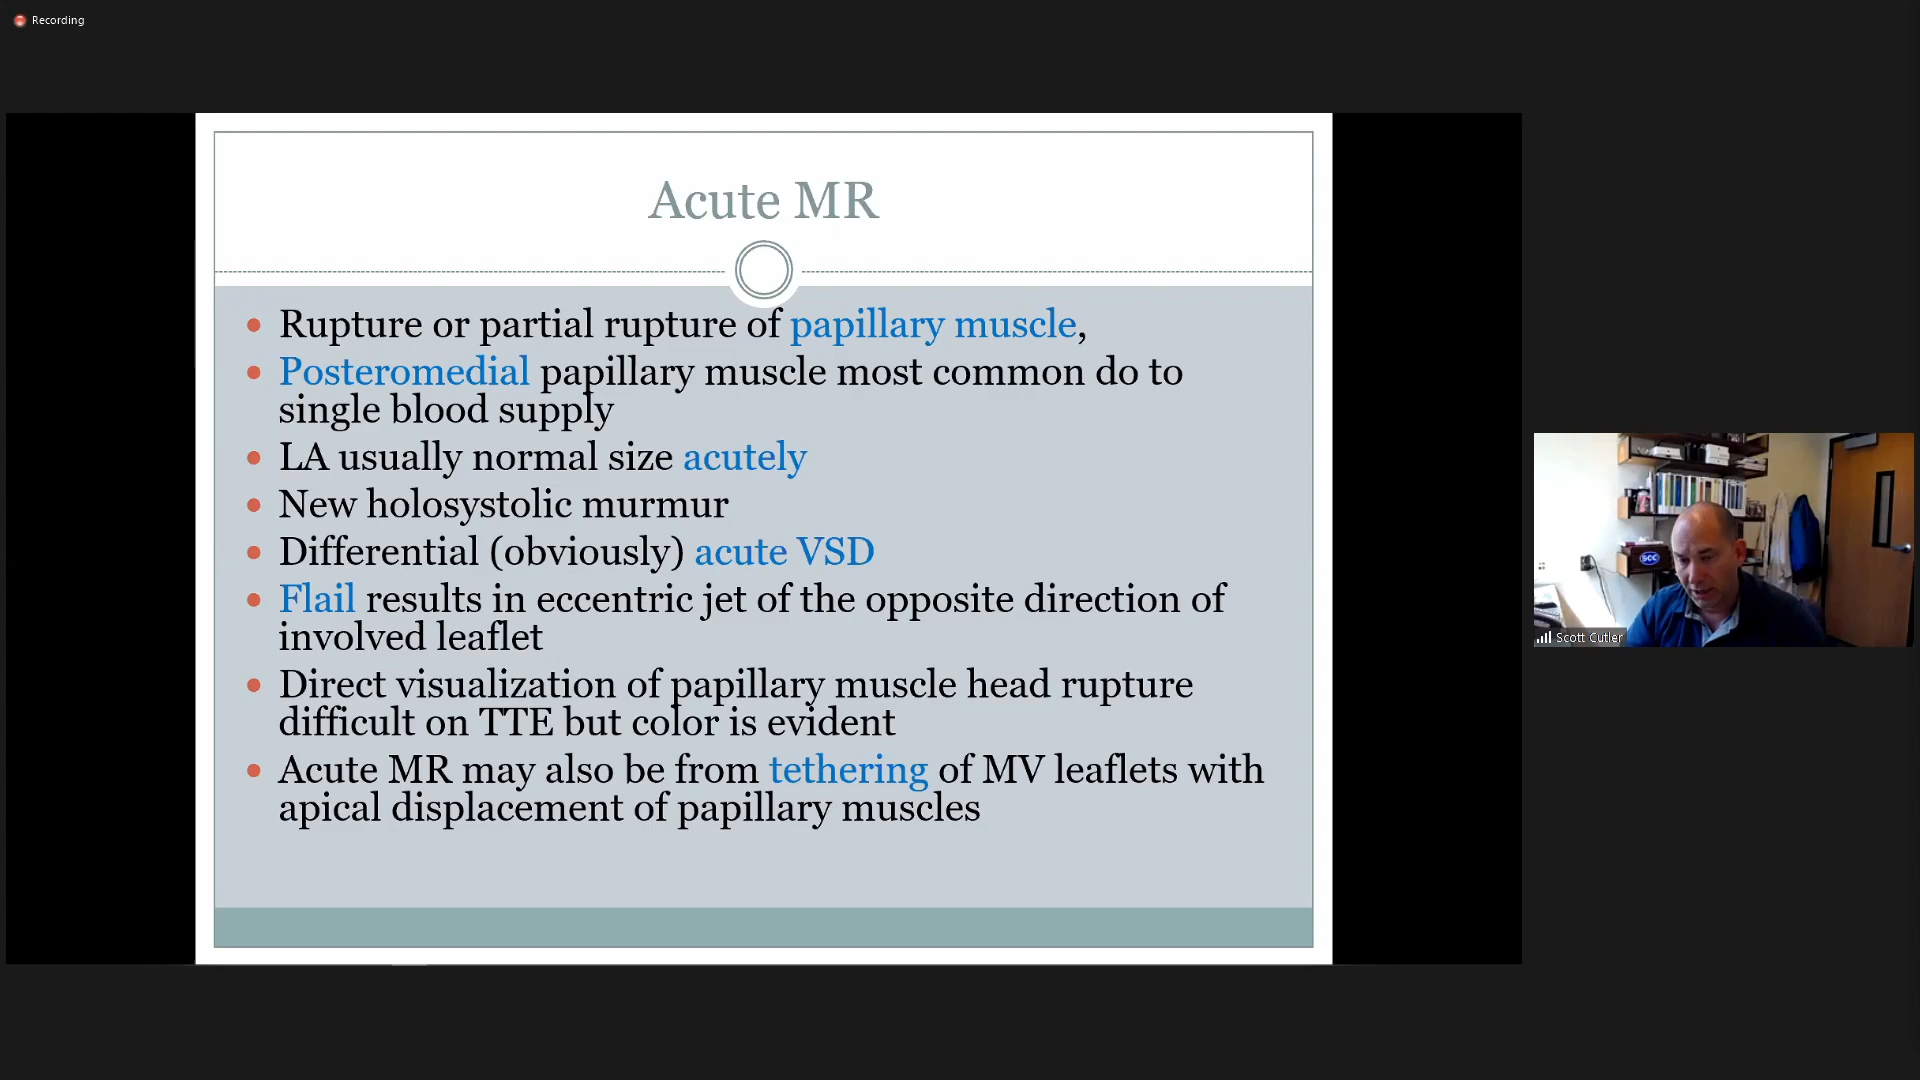 Recording
Acute MR
Rupture or partial rupture of papillary muscle,
Posteromedial papillary muscle most common do to
single blood supply
LA usually normal size acutely
New holosystolic murmur
Differential (obviously) acute VSD
Flail results in eccentric jet of the opposite direction of
involved leaflet
Direct visualization of papillary muscle head rupture
difficult on TTE but color is evident
Acute MR may also be from tethering of MV leaflets with
apical displacement of papillary muscles
SCC
Scott Cutler